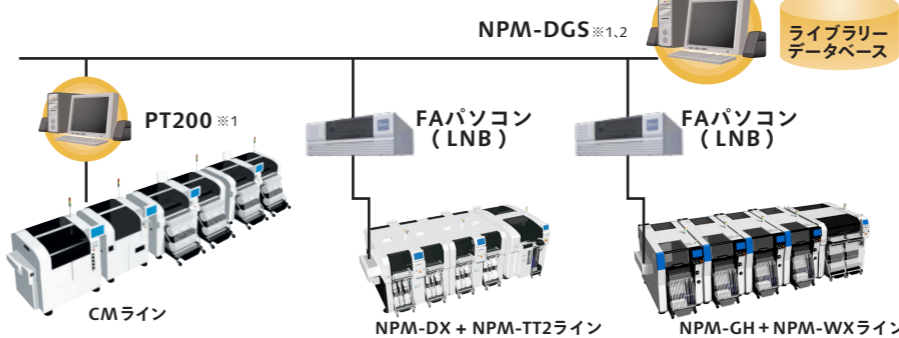 NPM-DGS ※1、2
ライブラリー
データベース
PT200 ※1
FAパソコン
( LNB )
FAパソコン
( LNB )
CMライン
NPM-DX + NPM-TT2ライン
NPM-GH + NPM-WXライン